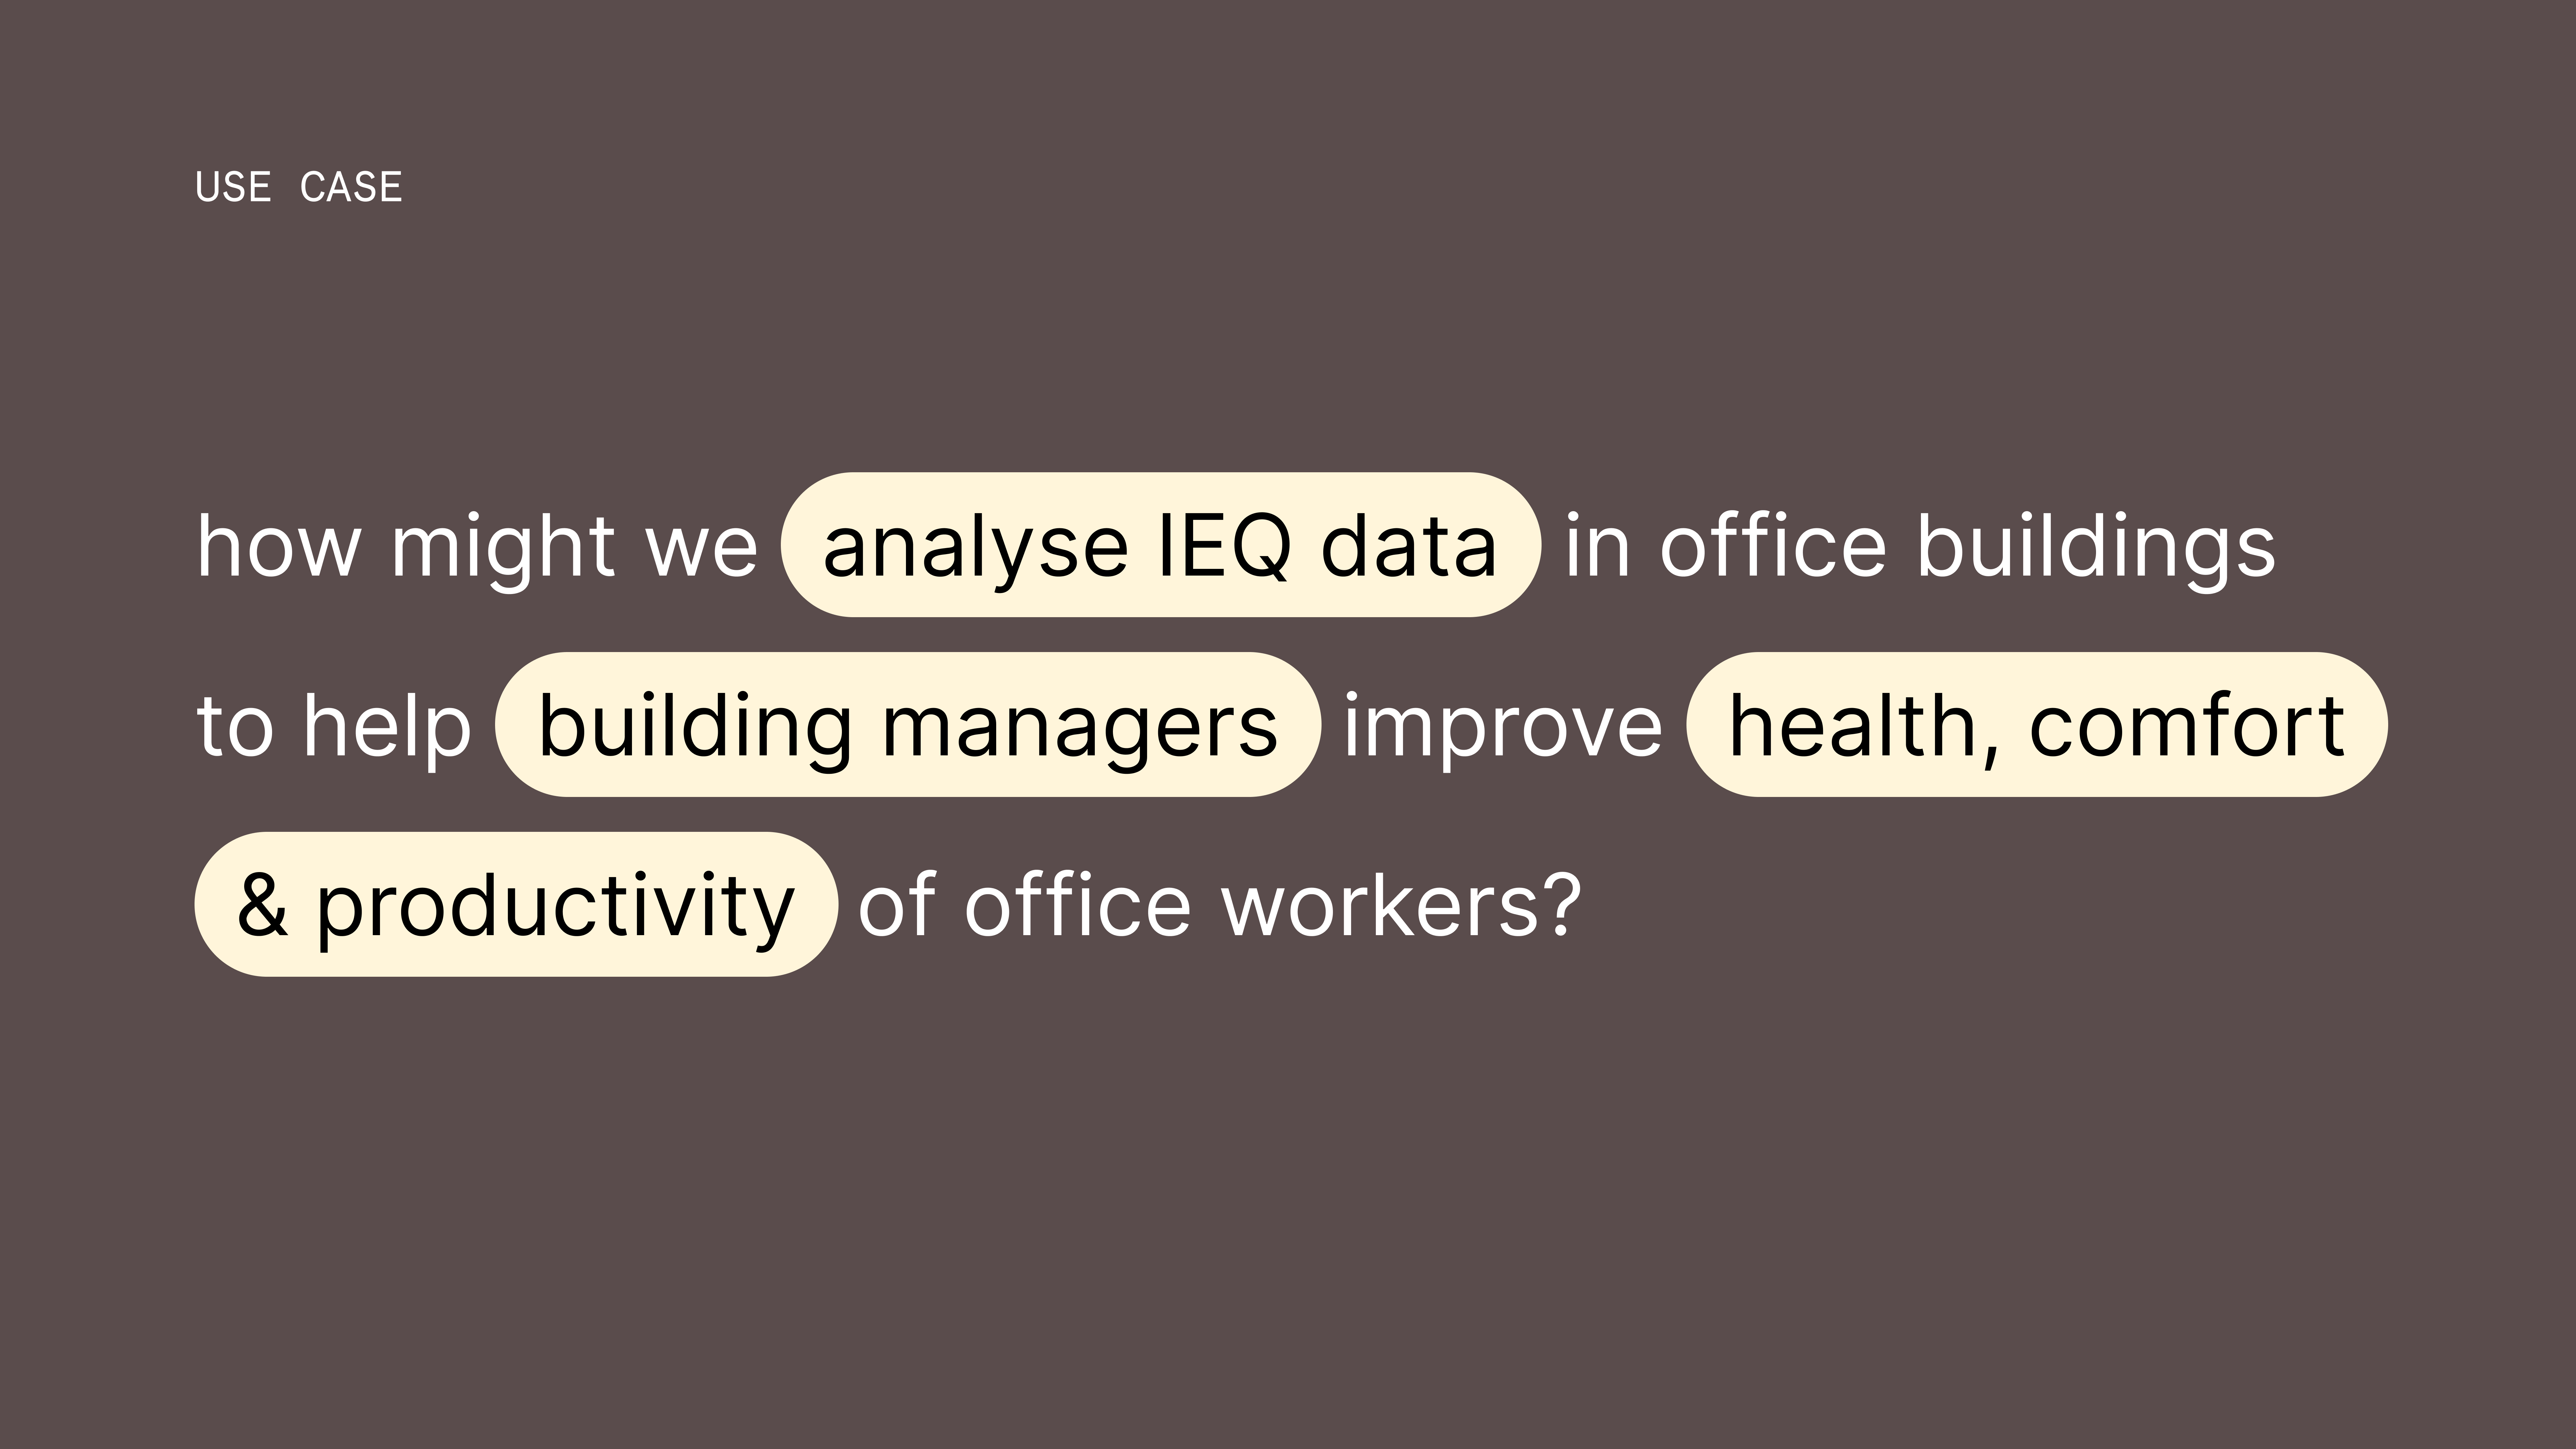 USE CASE
how might we analyse IEQ data in office buildings
to help building managers improve health, comfort
& productivity of office workers?